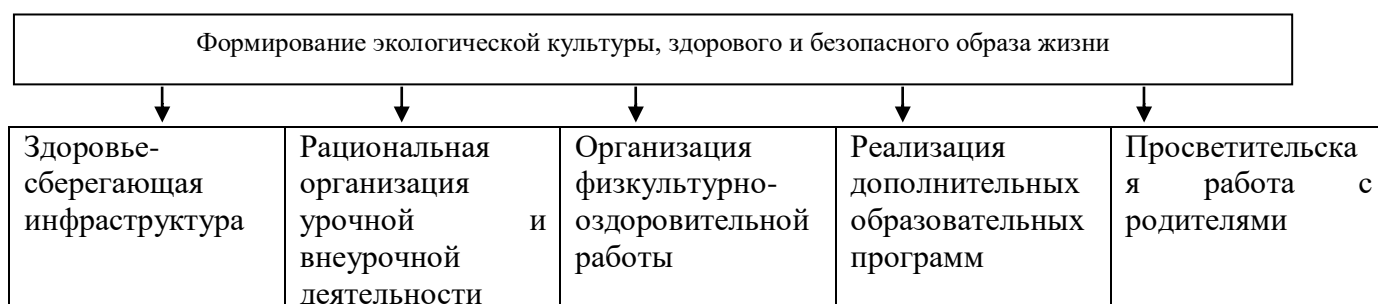 Формирование экологической культуры, здорового и безопасного образа жизни
Здоровье-
сберегающая
инфраструктура
Рациональная
организация
урочной и
внеурочной
деятельности
Организация
физкультурно-
оздоровительной
работы
Реализация
дополнительных
образовательных
программ
Просветительска
я работа с
родителями